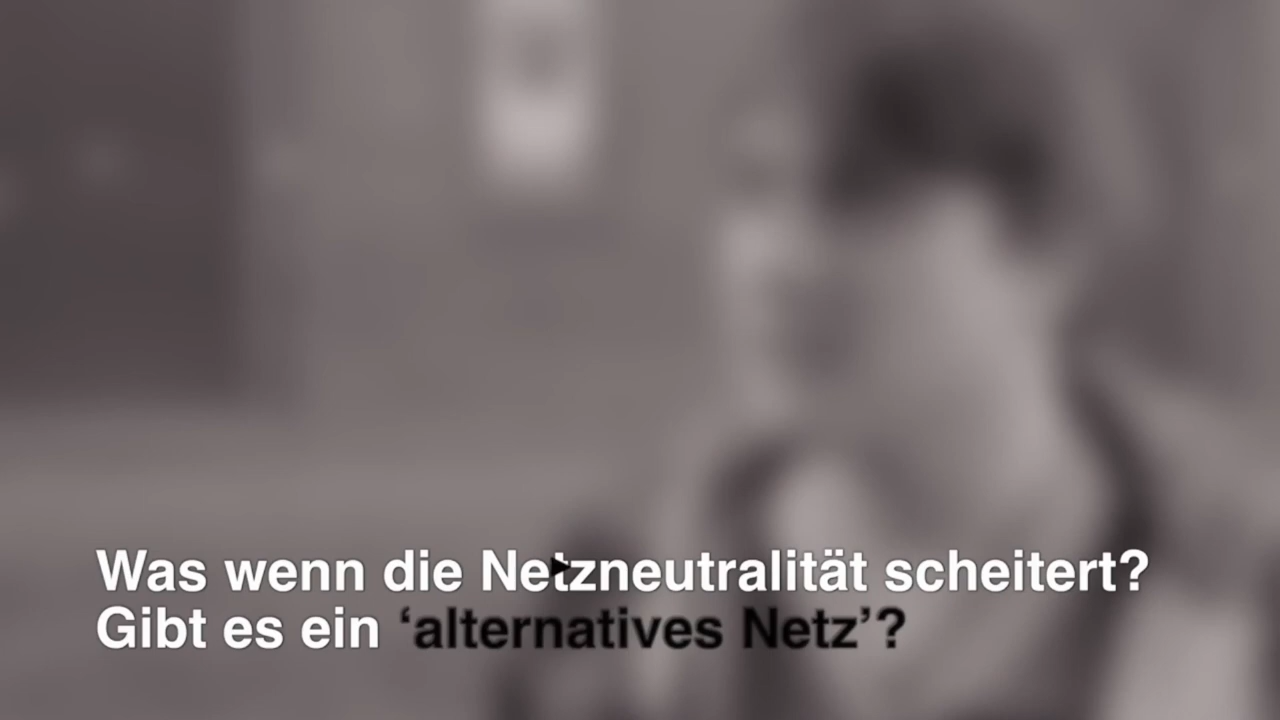 Was wenn die Netzneutralität scheitert?
Gibt es ein ‘alternatives Netz’?